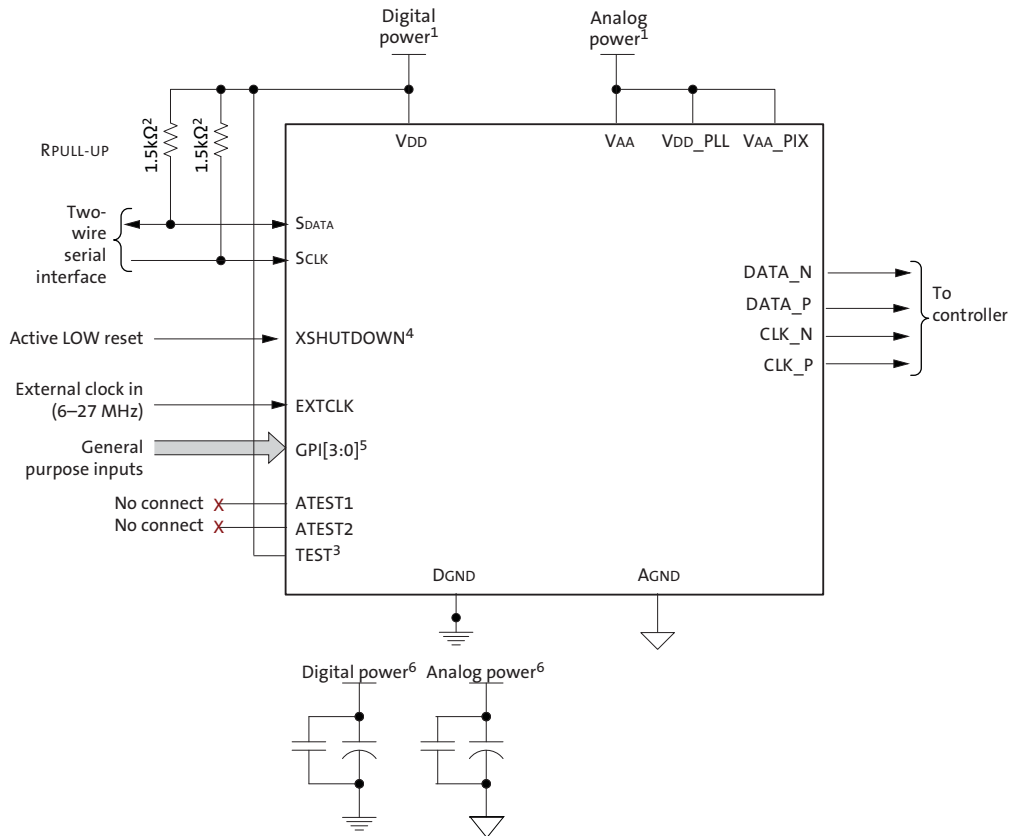 Digital
power1
Analog
power1
VDD
VAA
VDD_PLL
VAA_PIX
RPULL-UP
1.5kΩ2
1.5kΩ2
Two-
wire
serial
interface
SDATA
SCLK
Active LOW reset
XSHUTDOWN4
External clock in
(6–27 MHz)
EXTCLK
General
purpose inputs
GPI[3:0]5
No connect X
ATEST1
No connect X
ATEST2
TEST3
DATA_N
DATA_P
CLK_N
CLK_P
To
controller
DGND
AGND
Digital power6
Analog power6